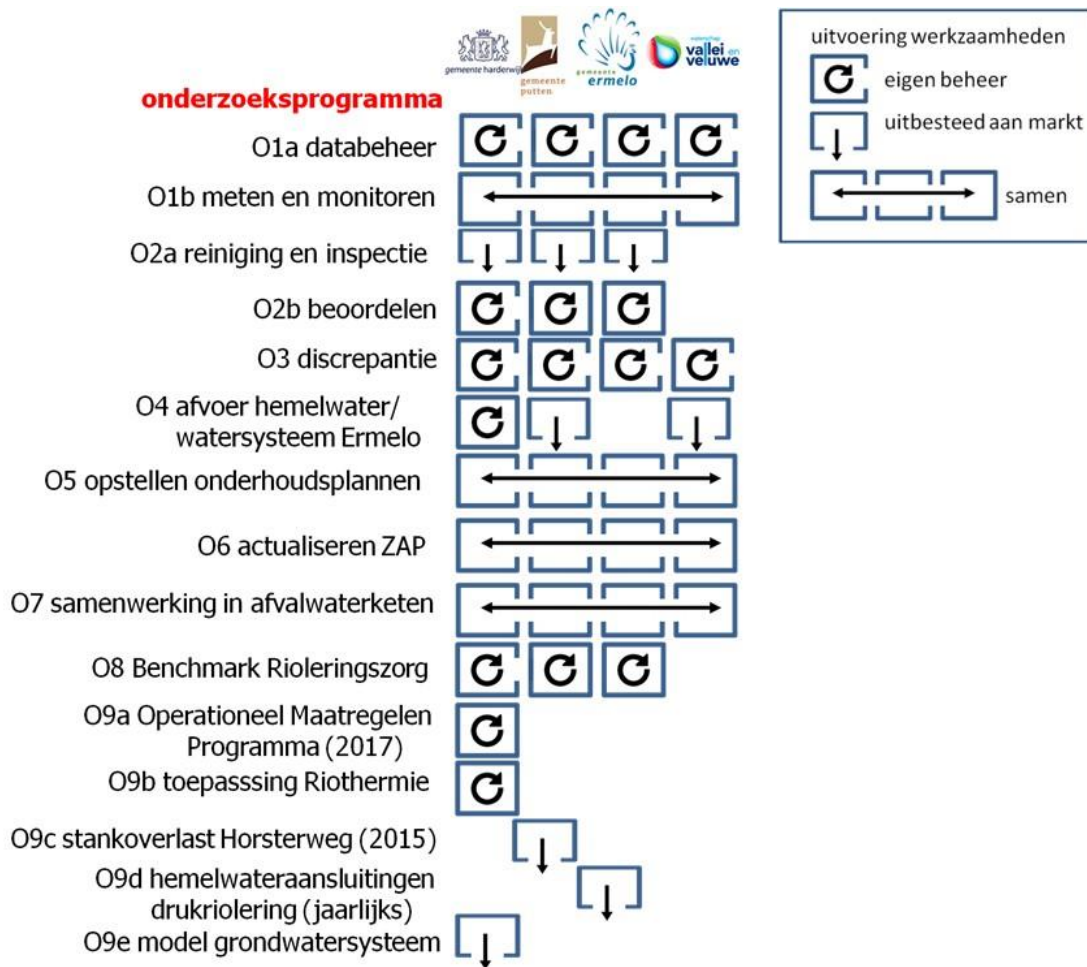 gemeente harderwijk
gemeente
putten
gemeente
ermelo
waterschap
vallei en
veluwe
onderzoeksprogramma
O1a databeheer
O1b meten en monitoren
O2a reiniging en inspectie
O2b beoordelen
O3 discrepantie
O4 afvoer hemelwater/
watersysteem Ermelo
O5 opstellen onderhoudsplannen
O6 actualiseren ZAP
O7 samenwerking in afvalwaterketen
O8 Benchmark Rioleringszorg
O9a Operationeel Maatregelen
Programma (2017)
O9b toepasssing Riothermie
O9c stankoverlast Horsterweg (2015)
O9d hemelwateraansluitingen
drukriolering (jaarlijks)
O9e model grondwatersysteem
uitvoering werkzaamheden
eigen beheer
uitbesteed aan markt
samen